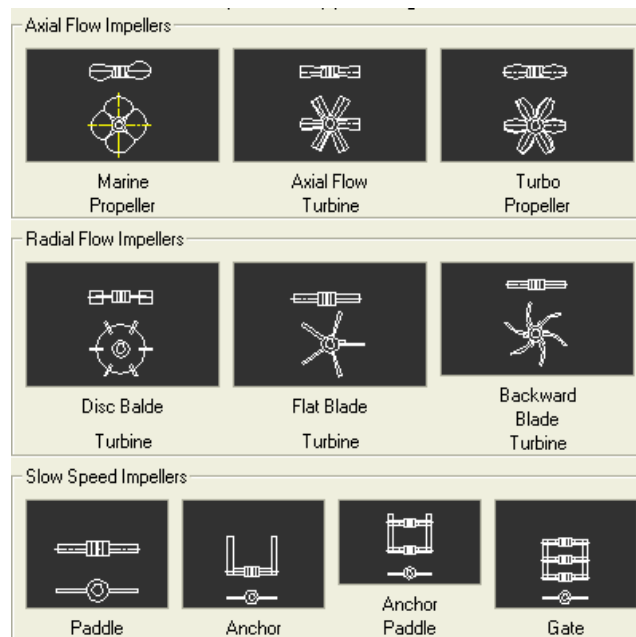 Axial Flow Impellers
Marine
Propeller
Axial Flow
Turbine
Turbo
Propeller
Radial Flow Impellers
Disc Balde
Turbine
Flat Blade
Turbine
Backward
Blade
Turbine
Slow Speed Impellers
Paddle
Anchor
Anchor
Paddle
Gate